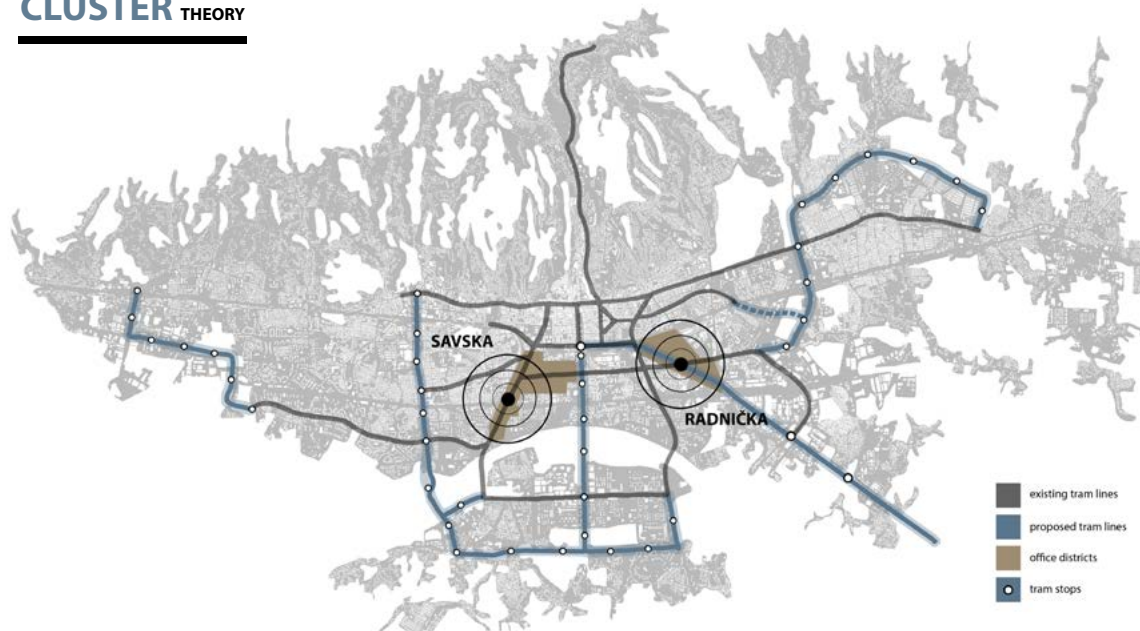 CLUSTER THEORY
SAVSKA
RADNIČKA
existing tram lines
proposed tram lines
office districts
tram stops